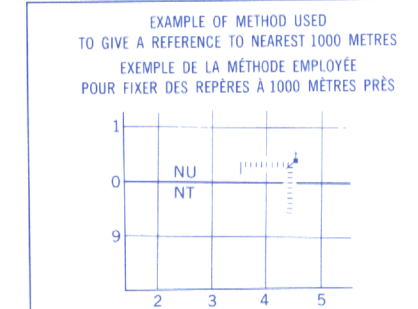 EXAMPLE OF METHOD USED
TO GIVE A REFERENCE TO NEAREST 1000 METRES
EXEMPLE DE LA MÉTHODE EMPLOYÉE
POUR FIXER DES REPÈRES À 1000 MÈTRES PRÈS
1
NU
0
NT
9
2 3 4 5